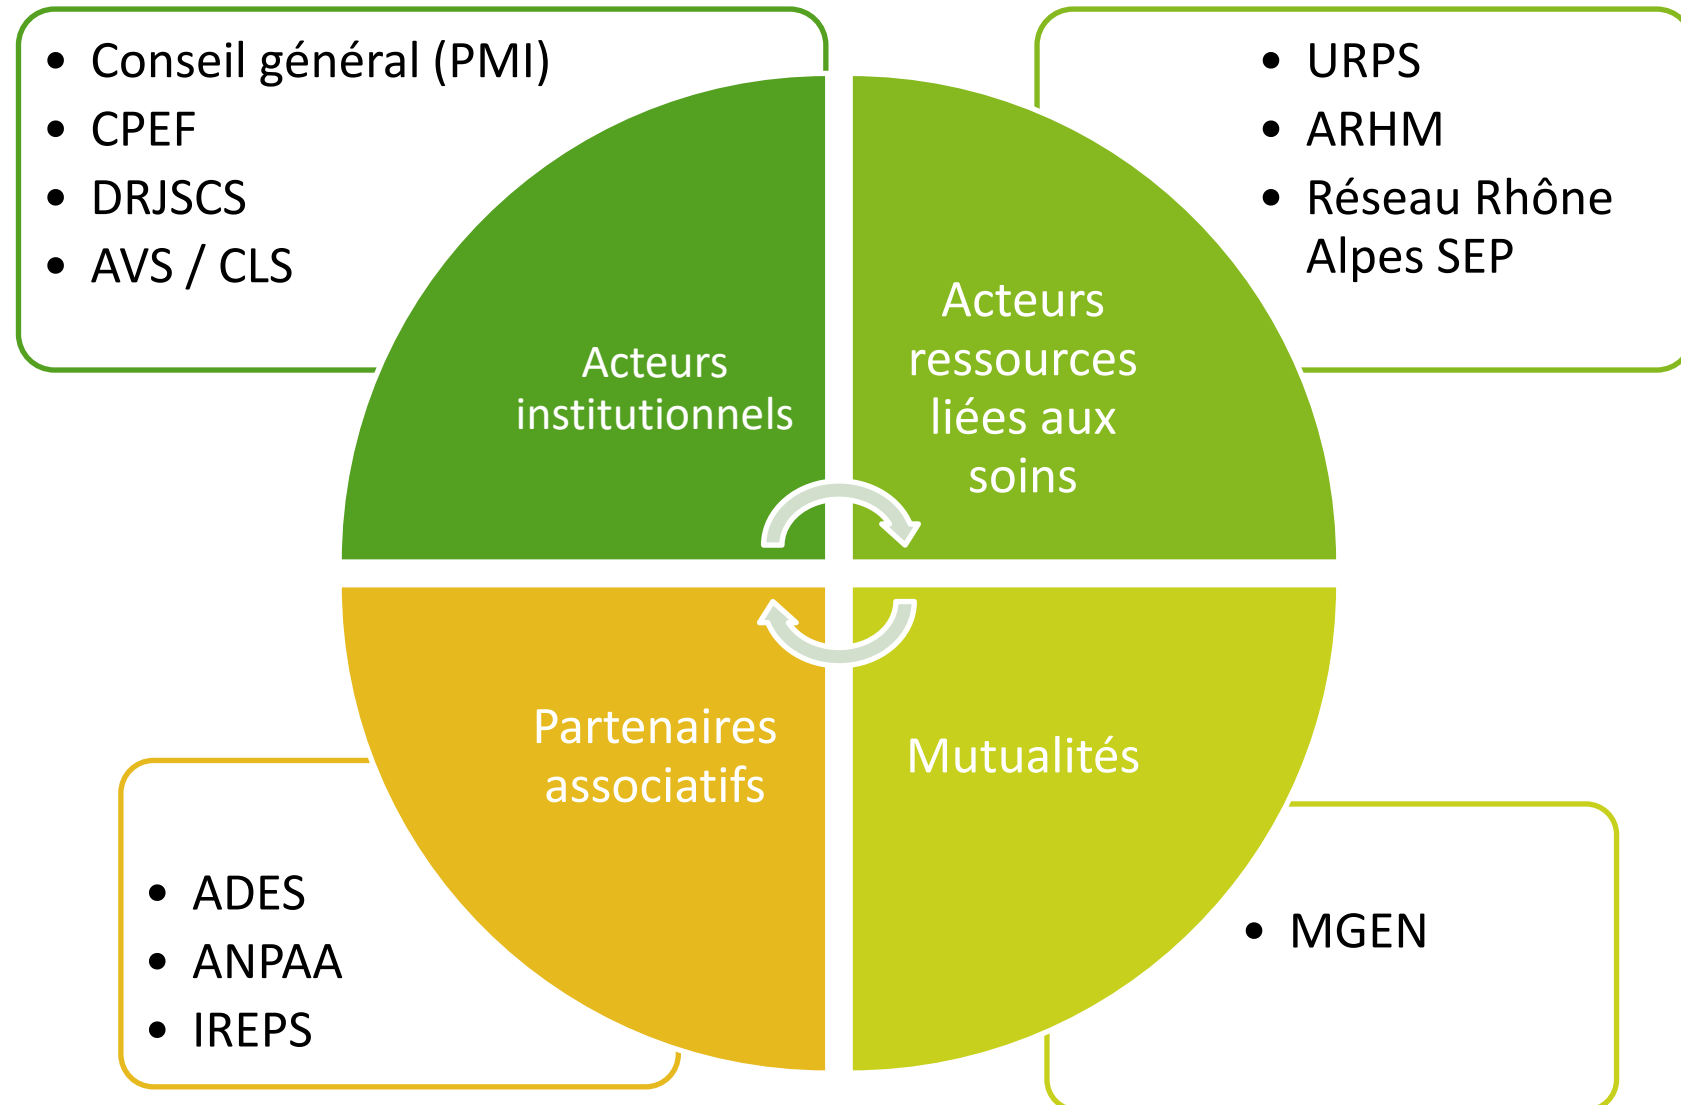 • Conseil général (PMI)
• CPEF
• DRJSCS
• AVS / CLS
• URPS
• ARHM
• Réseau Rhône
Alpes SEP
Acteurs
institutionnels
Acteurs
ressources
liées aux
soins
Partenaires
associatifs
Mutualités
• ADES
• ANPAA
• IREPS
• MGEN